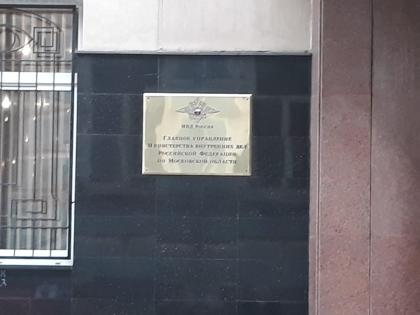 МВД России
Главное управление
Министерства внутренних дел
Российской Федерации
по Московской области